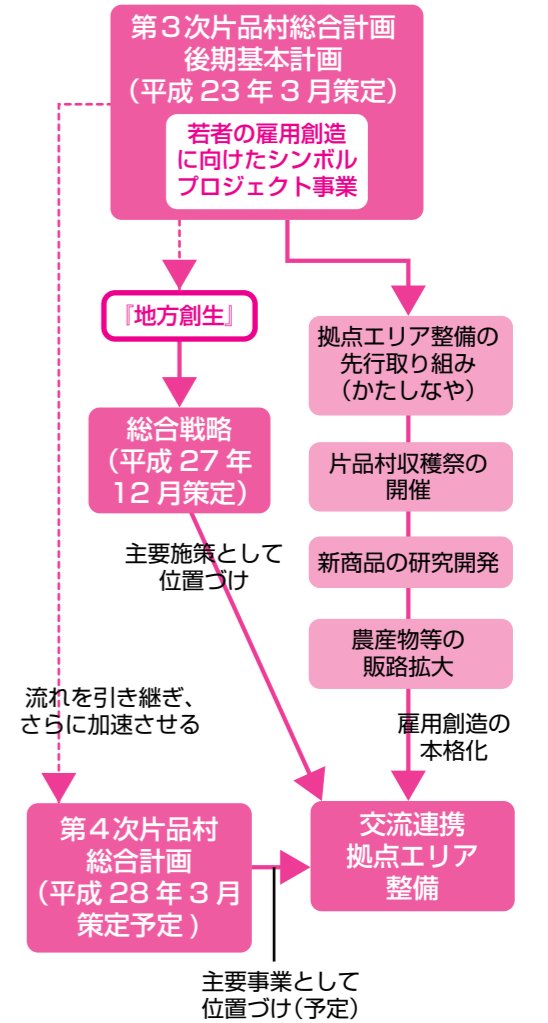 第3次片品村総合計画
後期基本計画
（平成 23 年 3 月策定）
若者の雇用創造
に向けたシンボル
プロジェクト事業
『地方創生』
総合戦略
（平成 27 年
12 月策定）
主要施策として
位置づけ
拠点エリア整備の
先行取り組み
（かたしなや）
片品村収穫祭の
開催
新商品の研究開発
農産物等の
販路拡大
雇用創造の
本格化
流れを引き継ぎ、
さらに加速させる
第4次片品村
総合計画
（平成 28 年 3 月
策定予定 )
交流連携
拠点エリア
整備
主要事業として
位置づけ（予定）